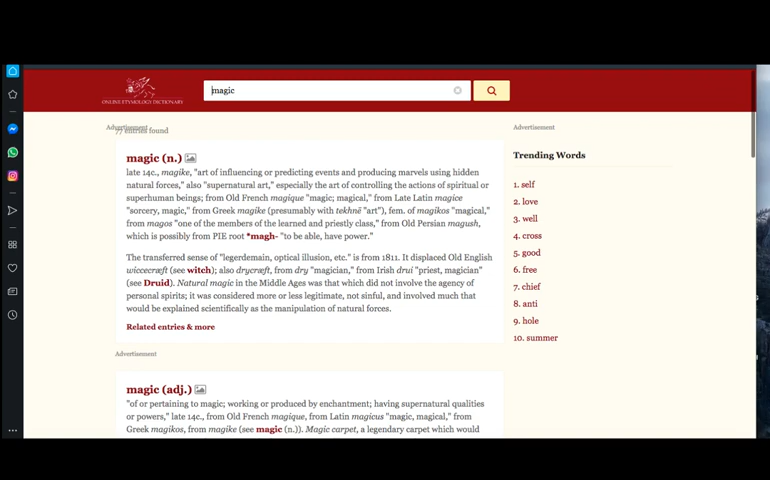 magic
ONLINE ETYMOLOGY DICTIONARY
Advertisement
77 entries found
magic (n.)
late 14c., magike, "art of influencing or predicting events and producing marvels using hidden
natural forces," also "supernatural art," especially the art of controlling the actions of spiritual or
superhuman beings; from Old French magique "magic; magical," from Late Latin magice
"sorcery, magic," from Greek magike (presumably with tekhnē "art"), fem. of magikos "magical,"
from magos "one of the members of the learned and priestly class," from Old Persian magush,
which is possibly from PIE root *magh- "to be able, have power."
The transferred sense of "legerdemain, optical illusion, etc." is from 1811. It displaced Old English
wiccecræft (see witch); also drycræft, from dry "magician," from Irish drui "priest, magician"
(see Druid). Natural magic in the Middle Ages was that which did not involve the agency of
personal spirits; it was considered more or less legitimate, not sinful, and involved much that
would be explained scientifically as the manipulation of natural forces.
Related entries & more
Advertisement
magic (adj.)
"of or pertaining to magic; working or produced by enchantment; having supernatural qualities
or powers," late 14c., from Old French magique, from Latin magicus "magic, magical," from
Greek magikos, from magike (see magic (n.)). Magic carpet, a legendary carpet which would
Advertisement
Trending Words
1. self
2. love
3. well
4. cross
5. good
6. free
7. chief
8. anti
9. hole
10. summer